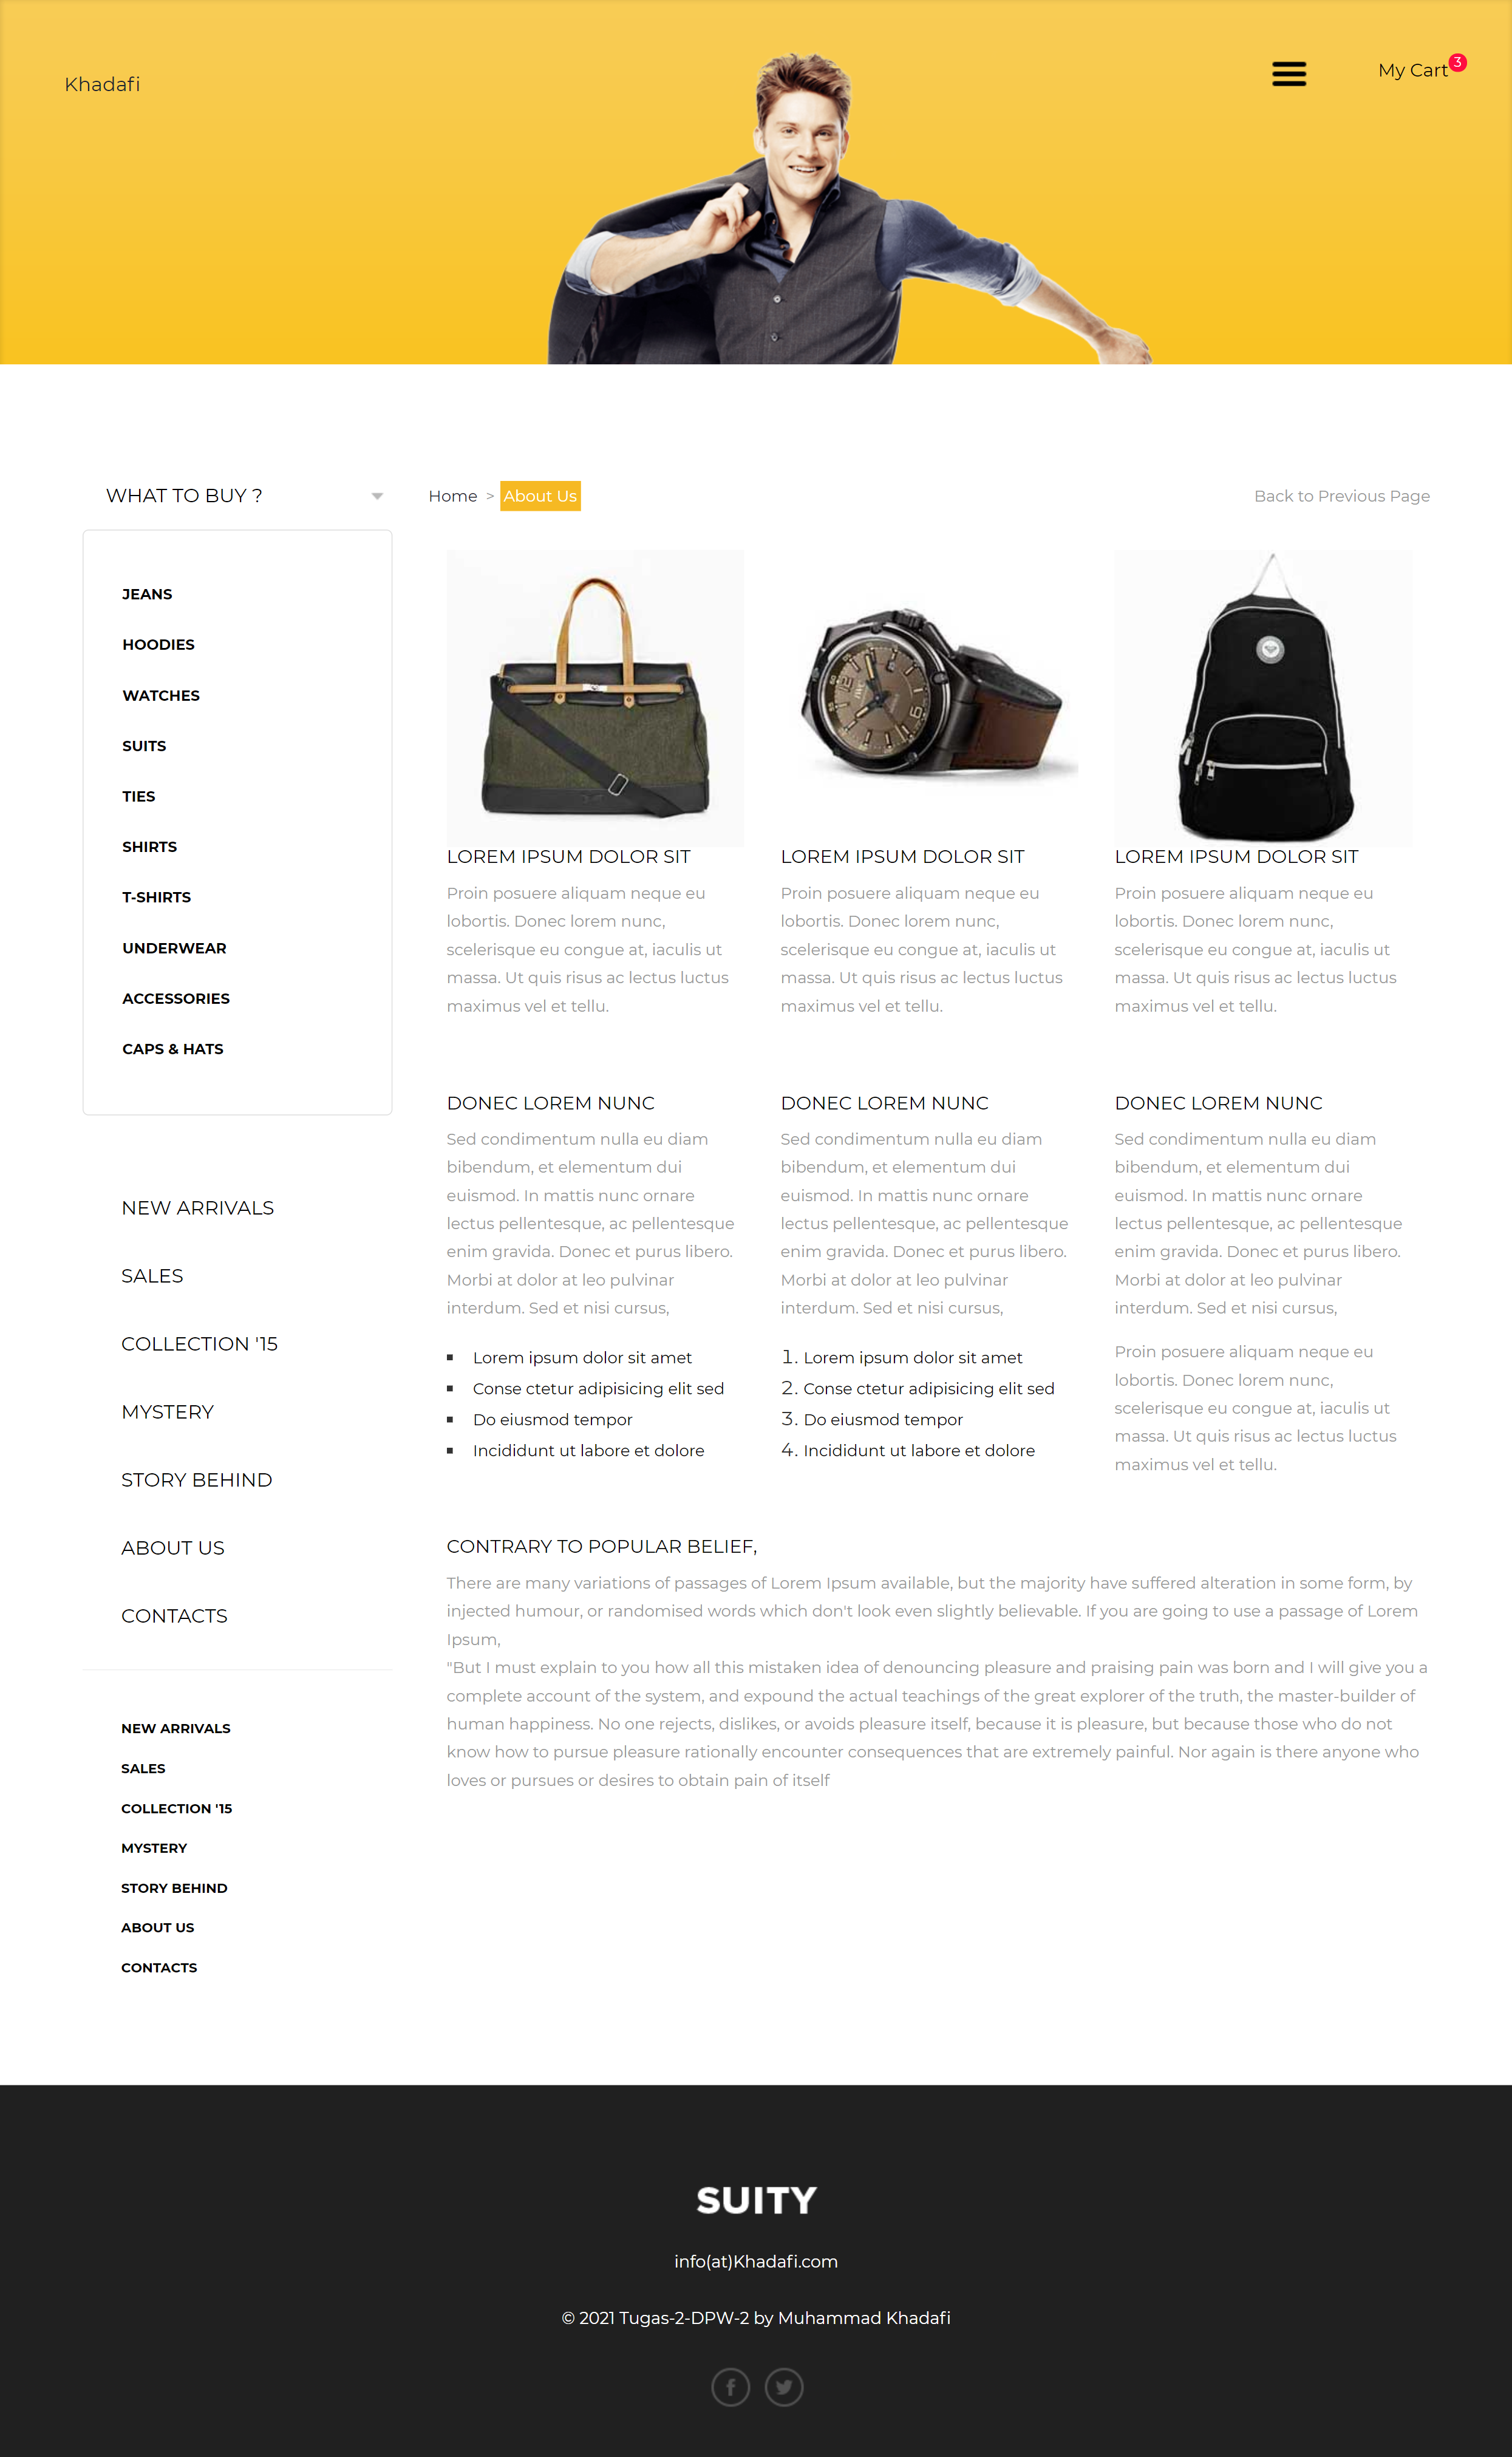 Khadafi
My Cart 3
WHAT TO BUY ?
JEANS
HOODIES
WATCHES
SUITS
TIES
SHIRTS
T-SHIRTS
UNDERWEAR
ACCESSORIES
CAPS & HATS
NEW ARRIVALS
SALES
COLLECTION '15
MYSTERY
STORY BEHIND
ABOUT US
CONTACTS
NEW ARRIVALS
SALES
COLLECTION '15
MYSTERY
STORY BEHIND
ABOUT US
CONTACTS
Home > About Us
Back to Previous Page
LOREM IPSUM DOLOR SIT
Proin posuere aliquam neque eu
lobortis. Donec lorem nunc,
scelerisque eu congue at, iaculis ut
massa. Ut quis risus ac lectus luctus
maximus vel et tellu.
LOREM IPSUM DOLOR SIT
Proin posuere aliquam neque eu
lobortis. Donec lorem nunc,
scelerisque eu congue at, iaculis ut
massa. Ut quis risus ac lectus luctus
maximus vel et tellu.
LOREM IPSUM DOLOR SIT
Proin posuere aliquam neque eu
lobortis. Donec lorem nunc,
scelerisque eu congue at, iaculis ut
massa. Ut quis risus ac lectus luctus
maximus vel et tellu.
DONEC LOREM NUNC
Sed condimentum nulla eu diam
bibendum, et elementum dui
euismod. In mattis nunc ornare
lectus pellentesque, ac pellentesque
enim gravida. Donec et purus libero.
Morbi at dolor at leo pulvinar
interdum. Sed et nisi cursus,
▪ Lorem ipsum dolor sit amet
▪ Conse ctetur adipisicing elit sed
▪ Do eiusmod tempor
▪ Incididunt ut labore et dolore
DONEC LOREM NUNC
Sed condimentum nulla eu diam
bibendum, et elementum dui
euismod. In mattis nunc ornare
lectus pellentesque, ac pellentesque
enim gravida. Donec et purus libero.
Morbi at dolor at leo pulvinar
interdum. Sed et nisi cursus,
1. Lorem ipsum dolor sit amet
2. Conse ctetur adipisicing elit sed
3. Do eiusmod tempor
4. Incididunt ut labore et dolore
DONEC LOREM NUNC
Sed condimentum nulla eu diam
bibendum, et elementum dui
euismod. In mattis nunc ornare
lectus pellentesque, ac pellentesque
enim gravida. Donec et purus libero.
Morbi at dolor at leo pulvinar
interdum. Sed et nisi cursus,
Proin posuere aliquam neque eu
lobortis. Donec lorem nunc,
scelerisque eu congue at, iaculis ut
massa. Ut quis risus ac lectus luctus
maximus vel et tellu.
CONTRARY TO POPULAR BELIEF,
There are many variations of passages of Lorem Ipsum available, but the majority have suffered alteration in some form, by
injected humour, or randomised words which don't look even slightly believable. If you are going to use a passage of Lorem
Ipsum,
"But I must explain to you how all this mistaken idea of denouncing pleasure and praising pain was born and I will give you a
complete account of the system, and expound the actual teachings of the great explorer of the truth, the master-builder of
human happiness. No one rejects, dislikes, or avoids pleasure itself, because it is pleasure, but because those who do not
know how to pursue pleasure rationally encounter consequences that are extremely painful. Nor again is there anyone who
loves or pursues or desires to obtain pain of itself
SUITY
info(at)Khadafi.com
© 2021 Tugas-2-DPW-2 by Muhammad Khadafi